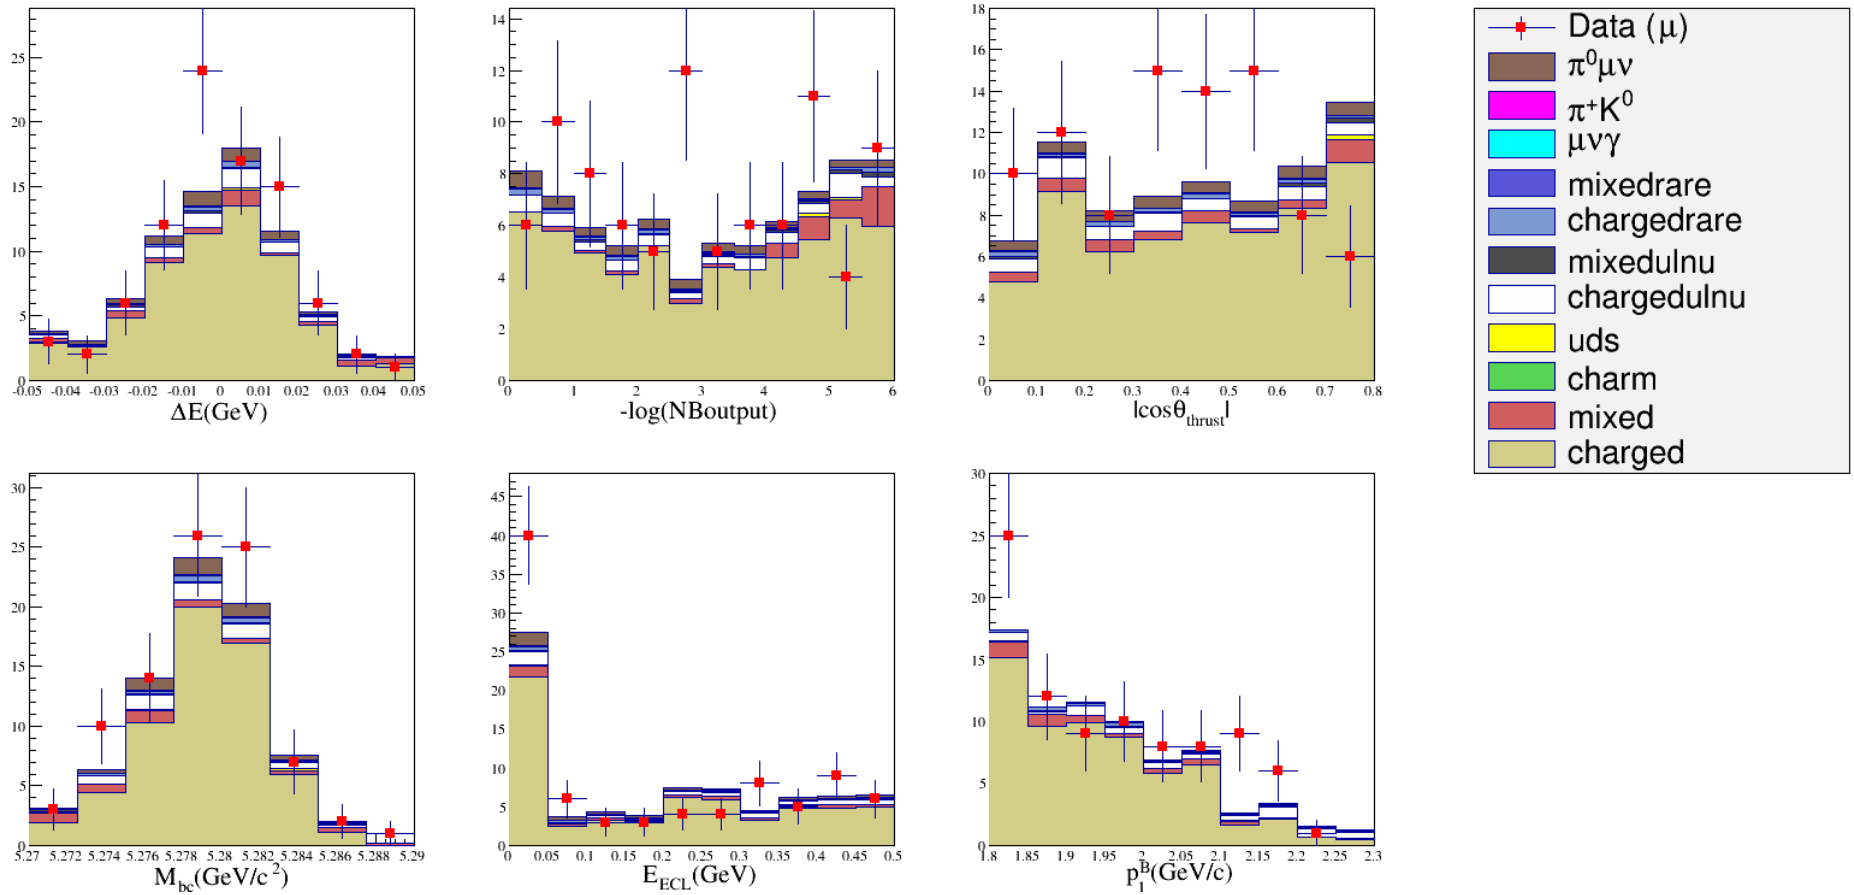 25
20
15
10
5
0
-0.05 -0.04 -0.03 -0.02 -0.01 0 0.01 0.02 0.03 0.04 0.05
ΔE(GeV)
14
12
10
8
6
4
2
0
0 1 2 3 4 5 6
-log(NBoutput)
18
16
14
12
10
8
6
4
2
0
0 0.1 0.2 0.3 0.4 0.5 0.6 0.7 0.8
|cosθthrust|
Data (μ)
π⁰μν
π⁺K⁰
μνγ
mixedrare
chargedrare
mixedulnu
chargedulnu
uds
charm
mixed
charged
30
25
20
15
10
5
0
5.27 5.272 5.274 5.276 5.278 5.28 5.282 5.284 5.286 5.288 5.29
Mbc(GeV/c²)
45
40
35
30
25
20
15
10
5
0
0 0.05 0.1 0.15 0.2 0.25 0.3 0.35 0.4 0.45 0.5
EECL(GeV)
30
25
20
15
10
5
0
1.8 1.85 1.9 1.95 2 2.05 2.1 2.15 2.2 2.25 2.3
plB(GeV/c)